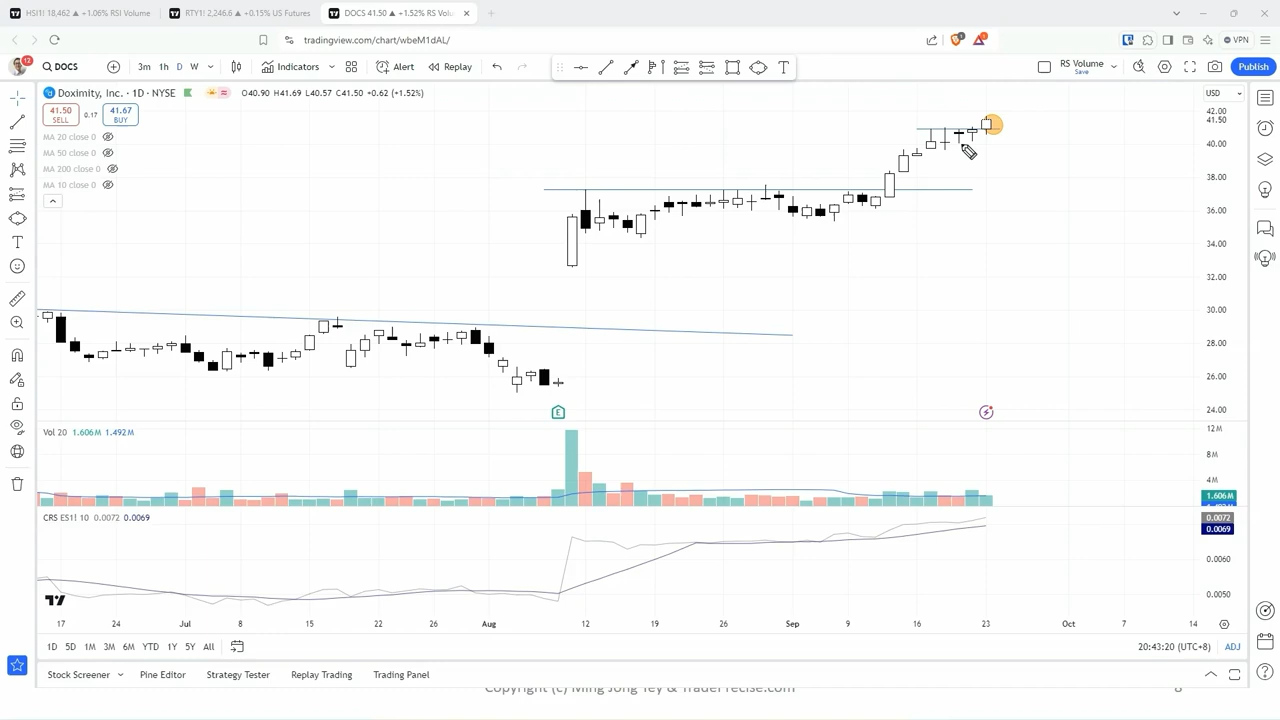 HSI1! 18,462 ▲ +1.06% RSI Volume
RTY1! 2,246.6 ▲ +0.15% US Futures
DOCS 41.50 ▲ +1.52% RS Volu
tradingview.com/chart/wbeM1dAL/
VPN
12
DOCS
3m 1h D W
Indicators
Alert
Replay
RS Volume
Save
Publish
Doximity, Inc. · 1D · NYSE
O40.90 H41.69 L40.57 C41.50 +0.62 (+1.52%)
USD
41.50
SELL
0.17
41.67
BUY
MA 20 close 0
MA 50 close 0
MA 200 close 0
MA 10 close 0
42.00
41.50
40.00
38.00
36.00
34.00
32.00
30.00
28.00
26.00
24.00
E
Vol 20 1.606M 1.492M
12 M
8 M
4 M
1.606M
CRS ES1! 10 0.0072 0.0069
0.0072
0.0069
0.0060
0.0050
17 24 Jul 8 15 22 26 Aug 12 19 26 Sep 9 16 23 Oct 7 14
1D 5D 1M 3M 6M YTD 1Y 5Y All
20:43:20 (UTC+8) ADJ
Stock Screener Pine Editor Strategy Tester Replay Trading Trading Panel
Copyright (c) Ming Jong Tey & TradePrecise.com
8